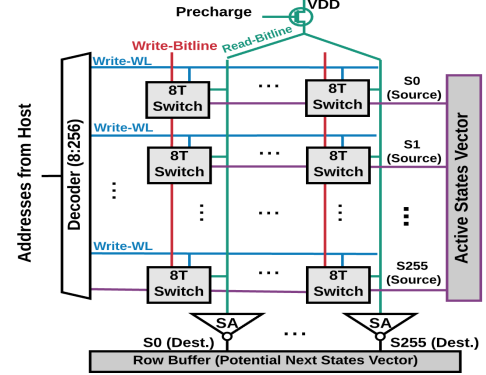 VDD
Precharge
Write-Bitline
Read-Bitline
Write-WL
8T
Switch
...
8T
Switch
S0
(Source)
Write-WL
8T
Switch
...
8T
Switch
S1
(Source)
...
...
...
...
...
Write-WL
8T
Switch
...
8T
Switch
S255
(Source)
Addresses from Host
Decoder (8:256)
Active States Vector
SA
...
SA
S0 (Dest.)
S255 (Dest.)
Row Buffer (Potential Next States Vector)